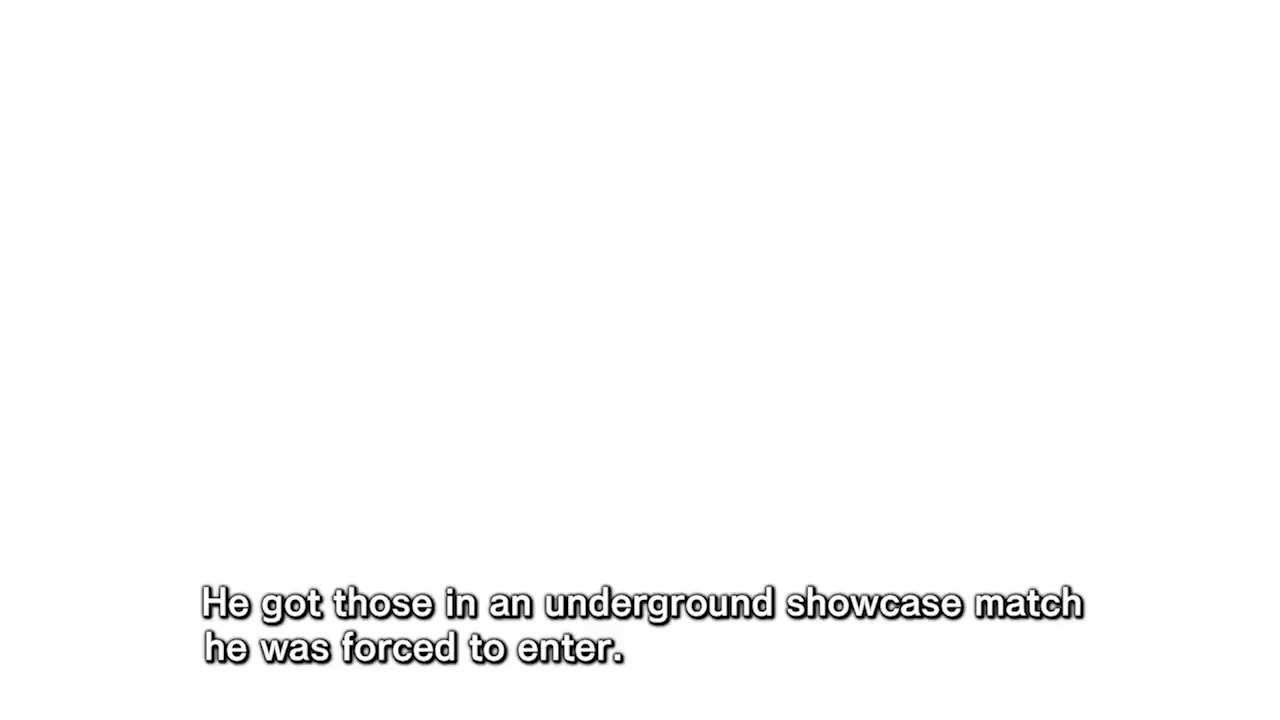 He got those in an underground showcase match
he was forced to enter.